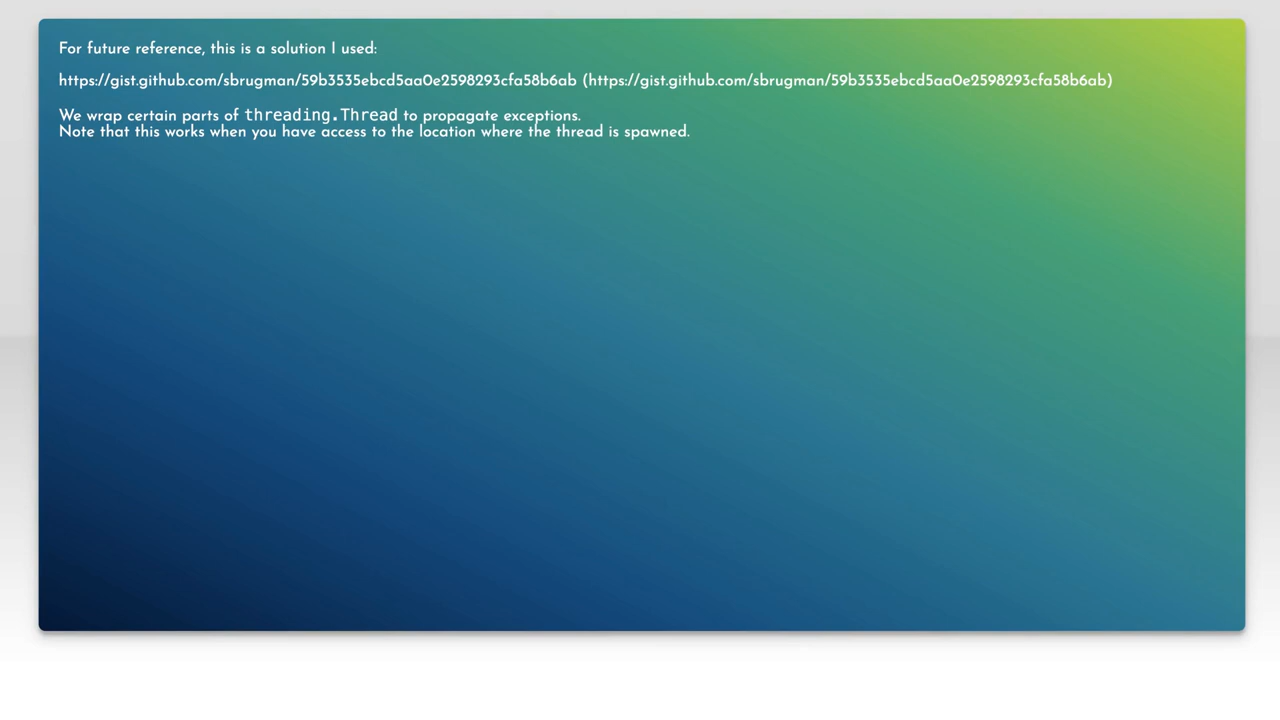 For future reference, this is a solution I used:
https://gist.github.com/sbrugman/59b3535ebcd5aa0e2598293cfa58b6ab (https://gist.github.com/sbrugman/59b3535ebcd5aa0e2598293cfa58b6ab)
We wrap certain parts of threading.Thread to propagate exceptions.
Note that this works when you have access to the location where the thread is spawned.